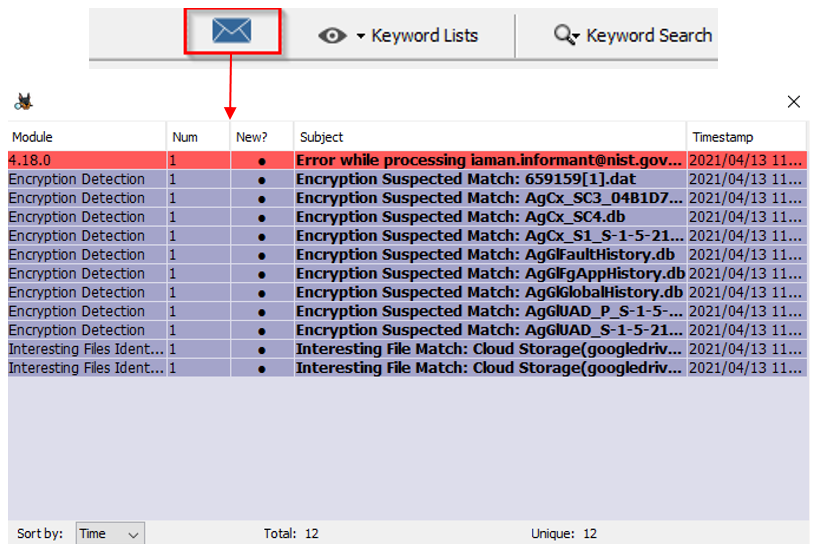 Keyword Lists Keyword Search
Module Num New? Subject Timestamp
4.18.0 1 ● Error while processing iaman.informant@nist.gov... 2021/04/13 11...
Encryption Detection 1 ● Encryption Suspected Match: 659159[1].dat 2021/04/13 11...
Encryption Detection 1 ● Encryption Suspected Match: AgCx_SC3_04B1D7... 2021/04/13 11...
Encryption Detection 1 ● Encryption Suspected Match: AgCx_SC4.db 2021/04/13 11...
Encryption Detection 1 ● Encryption Suspected Match: AgCx_S1_S-1-5-21... 2021/04/13 11...
Encryption Detection 1 ● Encryption Suspected Match: AgGlFaultHistory.db 2021/04/13 11...
Encryption Detection 1 ● Encryption Suspected Match: AgGlFgAppHistory.db 2021/04/13 11...
Encryption Detection 1 ● Encryption Suspected Match: AgGlGlobalHistory.db 2021/04/13 11...
Encryption Detection 1 ● Encryption Suspected Match: AgGlUAD_P_S-1-5-... 2021/04/13 11...
Encryption Detection 1 ● Encryption Suspected Match: AgGlUAD_S-1-5-21... 2021/04/13 11...
Interesting Files Ident... 1 ● Interesting File Match: Cloud Storage(googledriv... 2021/04/13 11...
Interesting Files Ident... 1 ● Interesting File Match: Cloud Storage(googledriv... 2021/04/13 11...
Sort by: Time Total: 12 Unique: 12